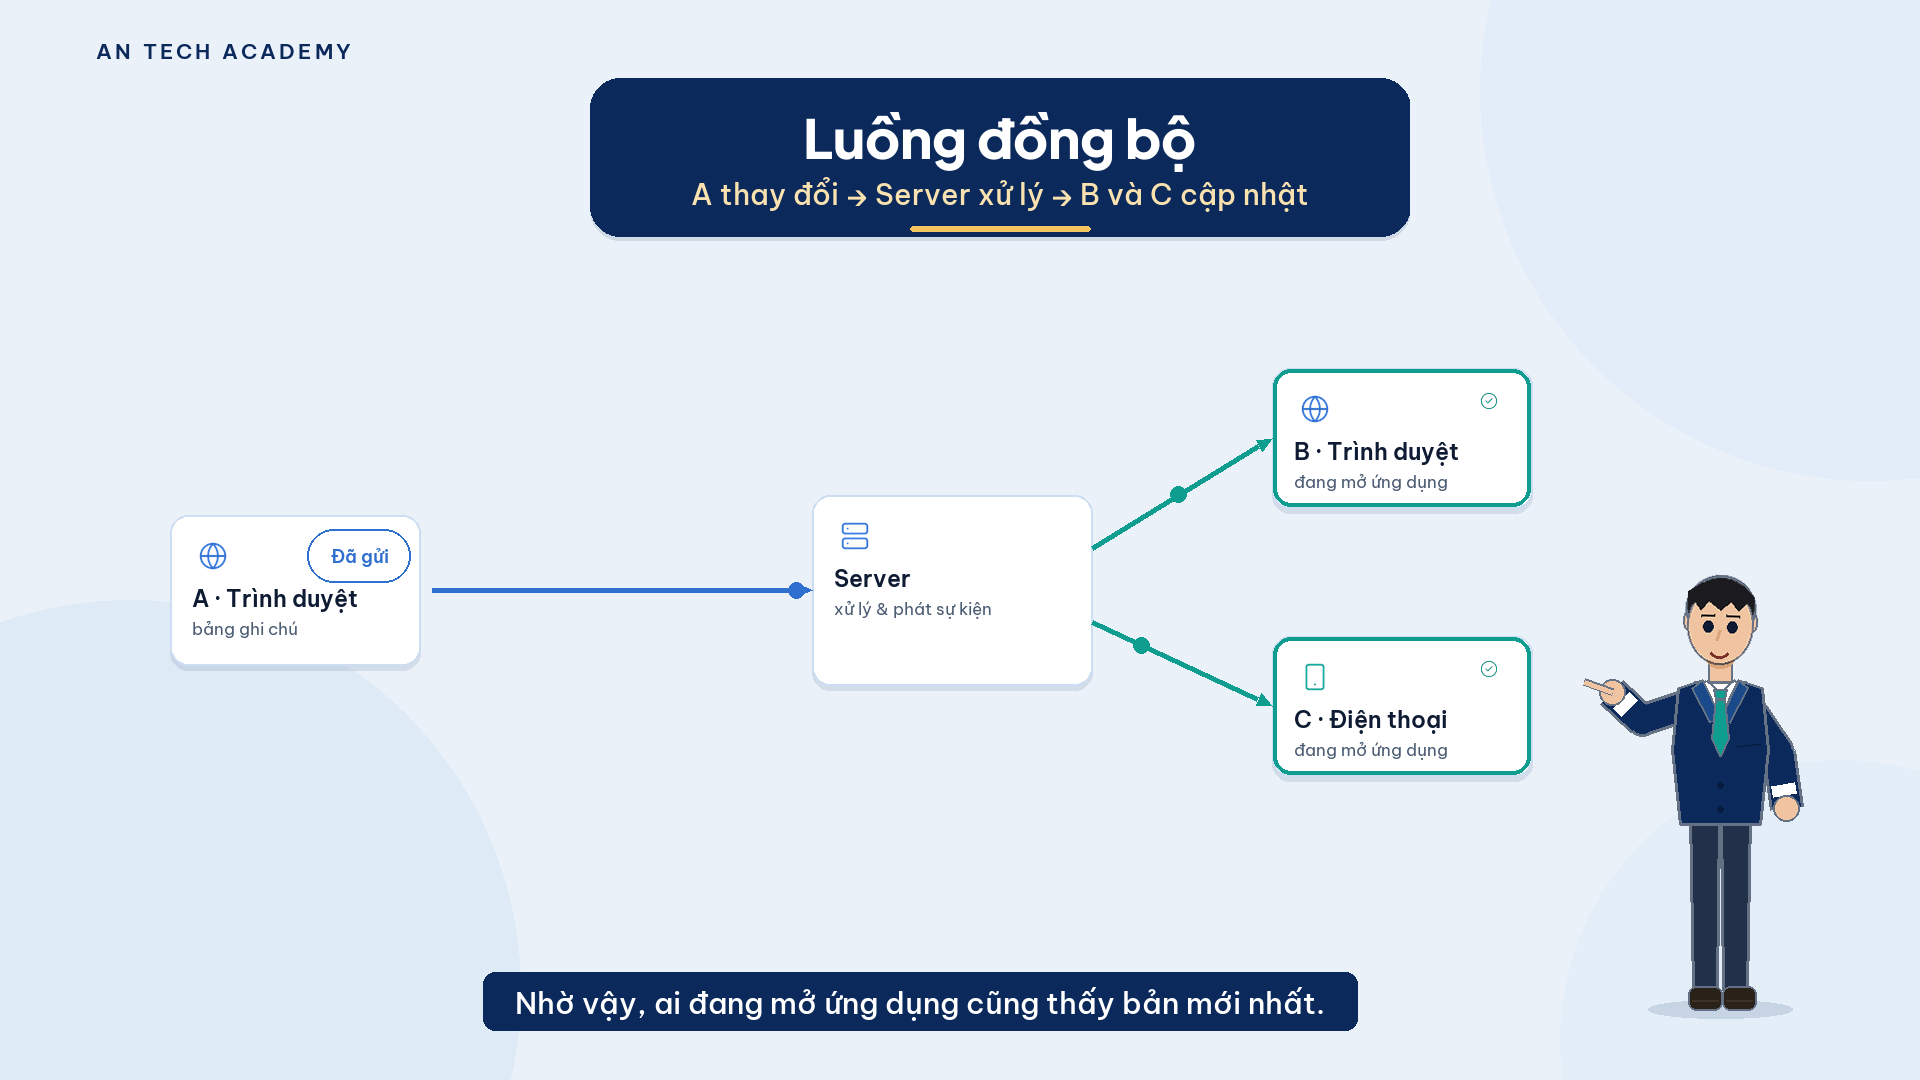 AN TECH ACADEMY
Luồng đồng bộ
A thay đổi → Server xử lý → B và C cập nhật
Đã gửi
A · Trình duyệt
bảng ghi chú
Server
xử lý & phát sự kiện
B · Trình duyệt
đang mở ứng dụng
C · Điện thoại
đang mở ứng dụng
Nhờ vậy, ai đang mở ứng dụng cũng thấy bản mới nhất.